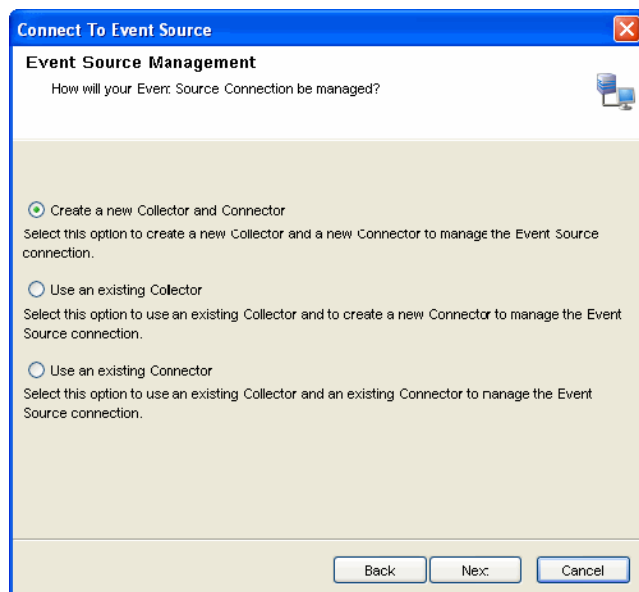 Connect To Event Source
Event Source Management
How will your Event Source Connection be managed?
Create a new Collector and Connector
Select this option to create a new Collector and a new Connector to manage the Event Source
connection.
Use an existing Collector
Select this option to use an existing Collector and to create a new Connector to manage the Event
Source connection.
Use an existing Connector
Select this option to use an existing Collector and an existing Connector to manage the Event
Source connection.
Back
Next
Cancel